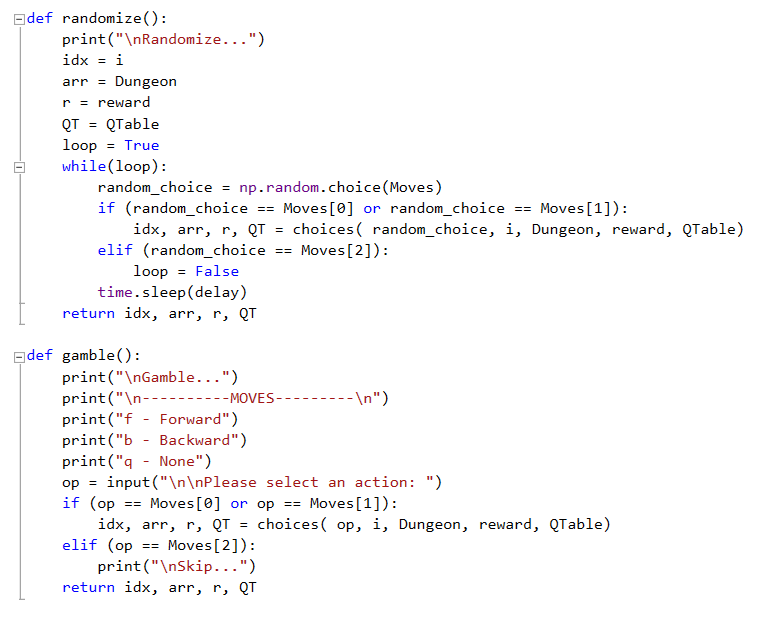 def randomize():
    print("\nRandomize...")
    idx = i
    arr = Dungeon
    r = reward
    QT = QTable
    loop = True
    while(loop):
        random_choice = np.random.choice(Moves)
        if (random_choice == Moves[0] or random_choice == Moves[1]):
            idx, arr, r, QT = choices( random_choice, i, Dungeon, reward, QTable)
        elif (random_choice == Moves[2]):
            loop = False
        time.sleep(delay)
    return idx, arr, r, QT

def gamble():
    print("\nGamble...")
    print("\n----------MOVES---------\n")
    print("f - Forward")
    print("b - Backward")
    print("q - None")
    op = input("\n\nPlease select an action: ")
    if (op == Moves[0] or op == Moves[1]):
        idx, arr, r, QT = choices( op, i, Dungeon, reward, QTable)
    elif (op == Moves[2]):
        print("\nSkip...")
    return idx, arr, r, QT